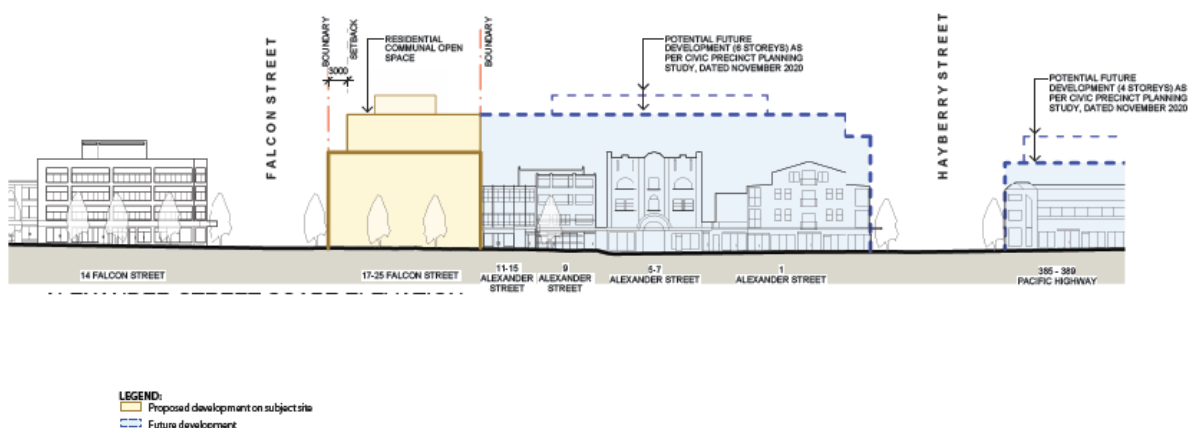 FALCON STREET
BOUNDARY
SETBACK
3000
RESIDENTIAL
COMMUNAL OPEN
SPACE
BOUNDARY
POTENTIAL FUTURE
DEVELOPMENT (6 STOREYS) AS
PER CIVIC PRECINCT PLANNING
STUDY, DATED NOVEMBER 2020
HAYBERRY STREET
POTENTIAL FUTURE
DEVELOPMENT (4 STOREYS) AS
PER CIVIC PRECINCT PLANNING
STUDY, DATED NOVEMBER 2020
14 FALCON STREET
17-25 FALCON STREET
11-15
ALEXANDER
STREET
9
ALEXANDER
STREET
5-7
ALEXANDER STREET
1
ALEXANDER STREET
385 - 389
PACIFIC HIGHWAY
LEGEND:
Proposed development on subject site
Future development